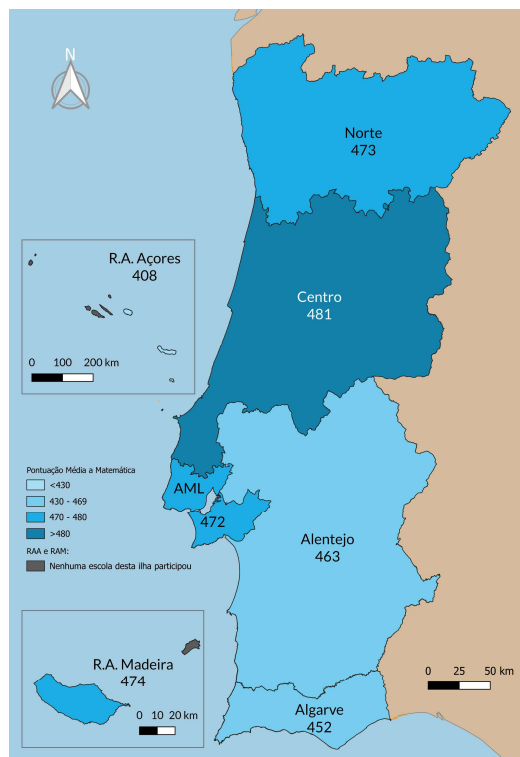 N
Norte
473
R.A. Açores
408
0 100 200 km
Centro
481
Pontuação Média a Matemática
<430
430 - 469
470 - 480
>480
RAA e RAM:
Nenhuma escola desta ilha participou
AML
472
Alentejo
463
R.A. Madeira
474
0 10 20 km
0 25 50 km
Algarve
452